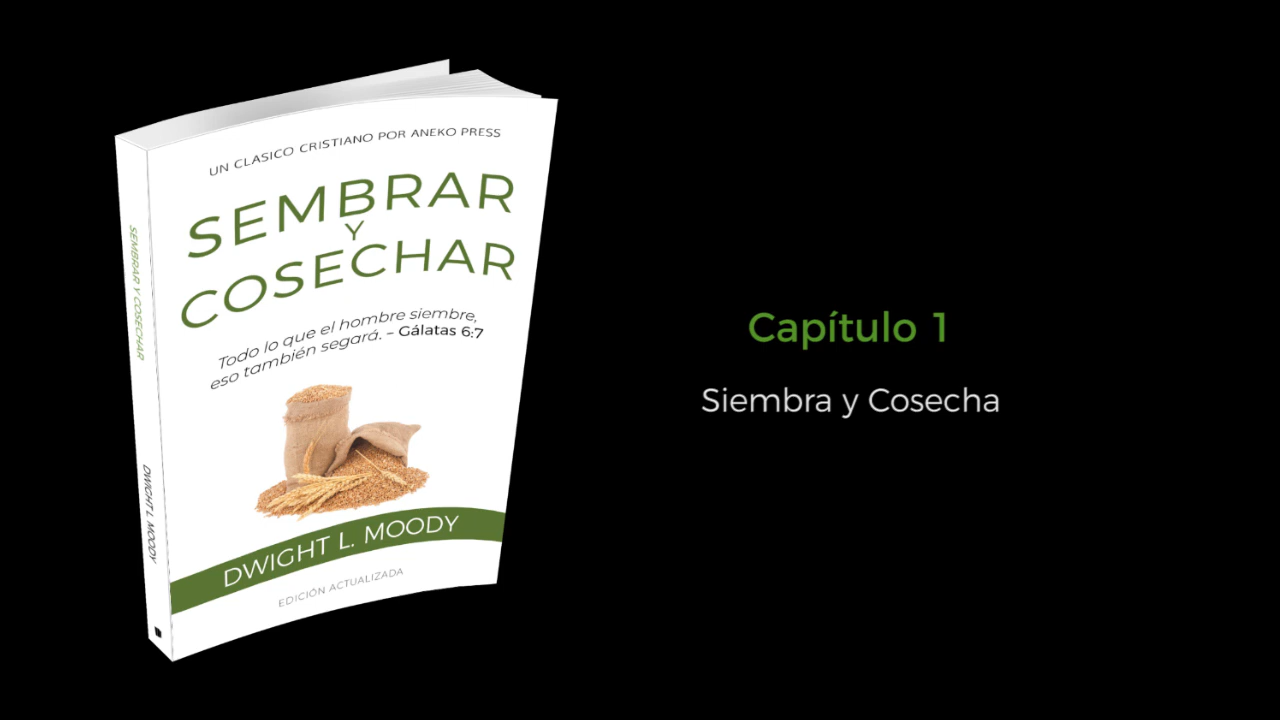 UN CLASICO CRISTIANO POR ANEKO PRESS
SEMBRAR
Y
COSECHAR
Todo lo que el hombre siembre,
eso también segará. – Gálatas 6:7
DWIGHT L. MOODY
EDICIÓN ACTUALIZADA
SEMBRAR Y COSECHAR
DWIGHT L. MOODY
Capítulo 1
Siembra y Cosecha